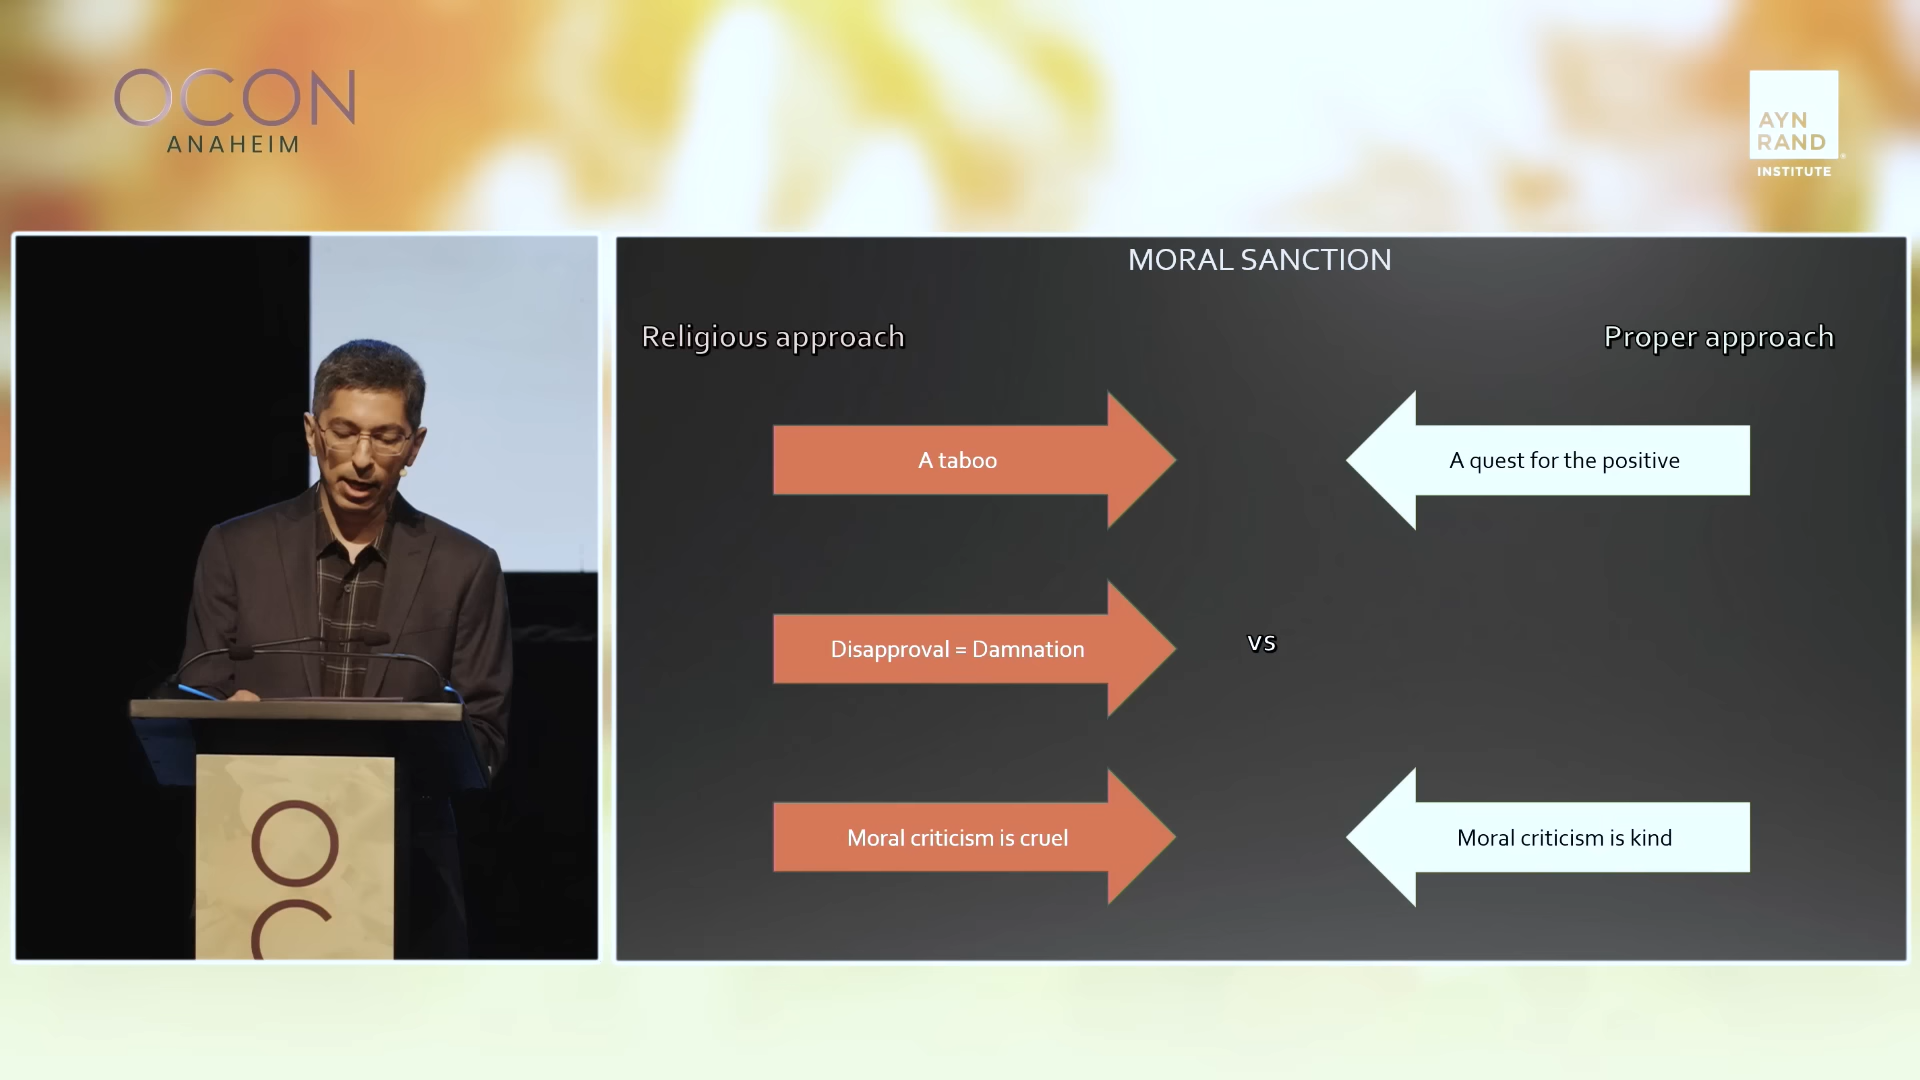 OCON
ANAHEIM
AYN
RAND
INSTITUTE
MORAL SANCTION
Religious approach
Proper approach
A taboo
A quest for the positive
Disapproval = Damnation
vs
Moral criticism is cruel
Moral criticism is kind
O
C